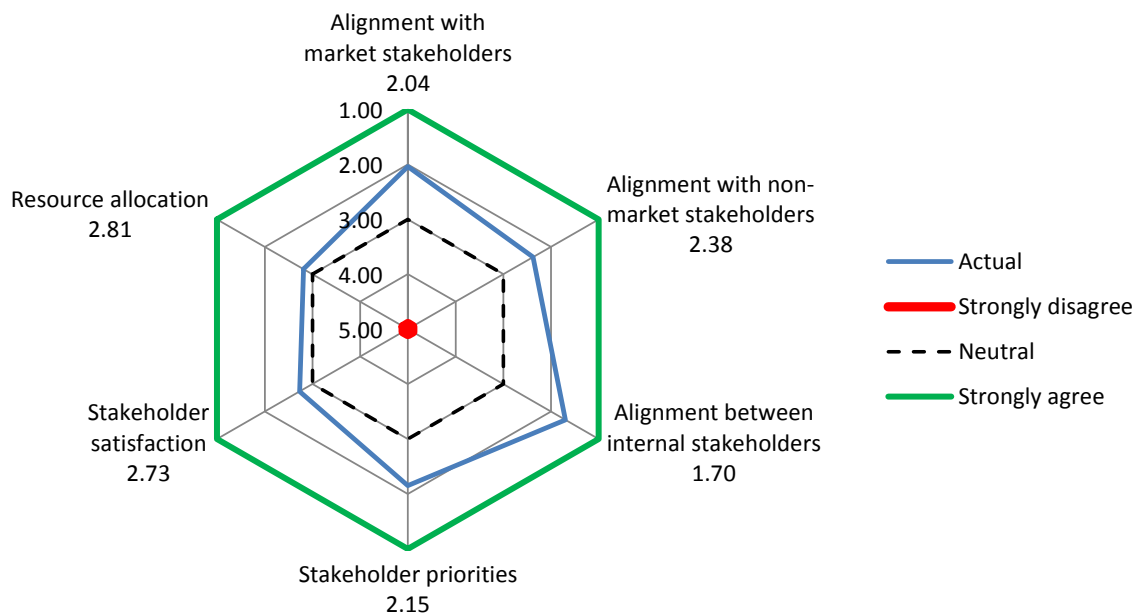 Alignment with
market stakeholders
2.04
1.00
2.00
3.00
4.00
5.00
Alignment with non-
market stakeholders
2.38
Alignment between
internal stakeholders
1.70
Stakeholder priorities
2.15
Stakeholder
satisfaction
2.73
Resource allocation
2.81
Actual
Strongly disagree
Neutral
Strongly agree